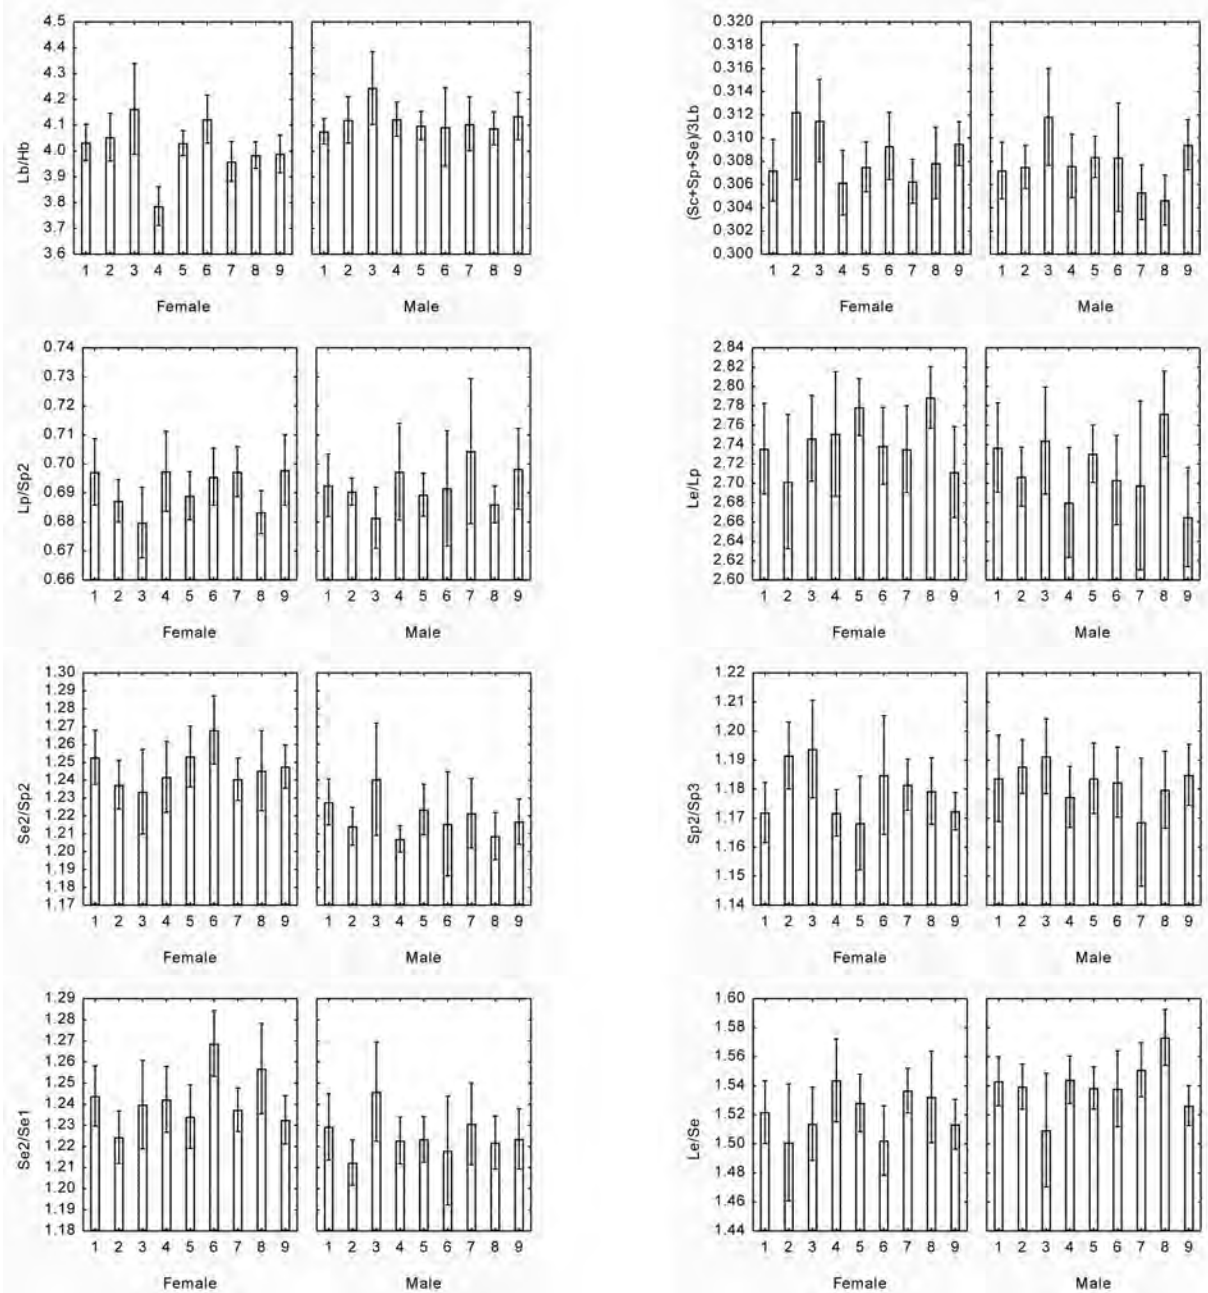 4.5
4.4
4.3
4.2
4.1
4.0
3.9
3.8
3.7
3.6
Lb/Hb
1 2 3 4 5 6 7 8 9
1 2 3 4 5 6 7 8 9
Female
Male
0.320
0.318
0.316
0.314
0.312
0.310
0.308
0.306
0.304
0.302
0.300
(Sc+Sp+Se)/3Lb
1 2 3 4 5 6 7 8 9
1 2 3 4 5 6 7 8 9
Female
Male
0.74
0.73
0.72
0.71
0.70
0.69
0.68
0.67
0.66
Lp/Sp2
1 2 3 4 5 6 7 8 9
1 2 3 4 5 6 7 8 9
Female
Male
2.84
2.82
2.80
2.78
2.76
2.74
2.72
2.70
2.68
2.66
2.64
2.62
2.60
Le/Lp
1 2 3 4 5 6 7 8 9
1 2 3 4 5 6 7 8 9
Female
Male
1.30
1.29
1.28
1.27
1.26
1.25
1.24
1.23
1.22
1.21
1.20
1.19
1.18
1.17
Se2/Sp2
1 2 3 4 5 6 7 8 9
1 2 3 4 5 6 7 8 9
Female
Male
1.22
1.21
1.20
1.19
1.18
1.17
1.16
1.15
1.14
Sp2/Sp3
1 2 3 4 5 6 7 8 9
1 2 3 4 5 6 7 8 9
Female
Male
1.29
1.28
1.27
1.26
1.25
1.24
1.23
1.22
1.21
1.20
1.19
1.18
Se2/Se1
1 2 3 4 5 6 7 8 9
1 2 3 4 5 6 7 8 9
Female
Male
1.60
1.58
1.56
1.54
1.52
1.50
1.48
1.46
1.44
Le/Se
1 2 3 4 5 6 7 8 9
1 2 3 4 5 6 7 8 9
Female
Male